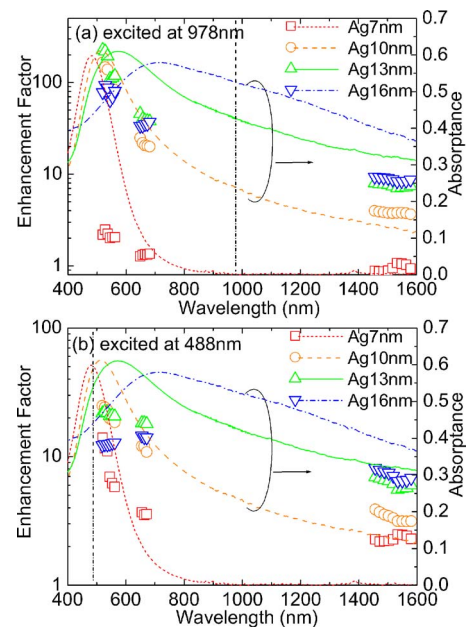 (a) excited at 978nm
Ag7nm
Ag10nm
Ag13nm
Ag16nm
Enhancement Factor
100
10
1
Absorptance
0.7
0.6
0.5
0.4
0.3
0.2
0.1
0.0
400 600 800 1000 1200 1400 1600
Wavelength (nm)
(b) excited at 488nm
Ag7nm
Ag10nm
Ag13nm
Ag16nm
Enhancement Factor
100
10
1
Absorptance
0.7
0.6
0.5
0.4
0.3
0.2
0.1
0.0
400 600 800 1000 1200 1400 1600
Wavelength (nm)